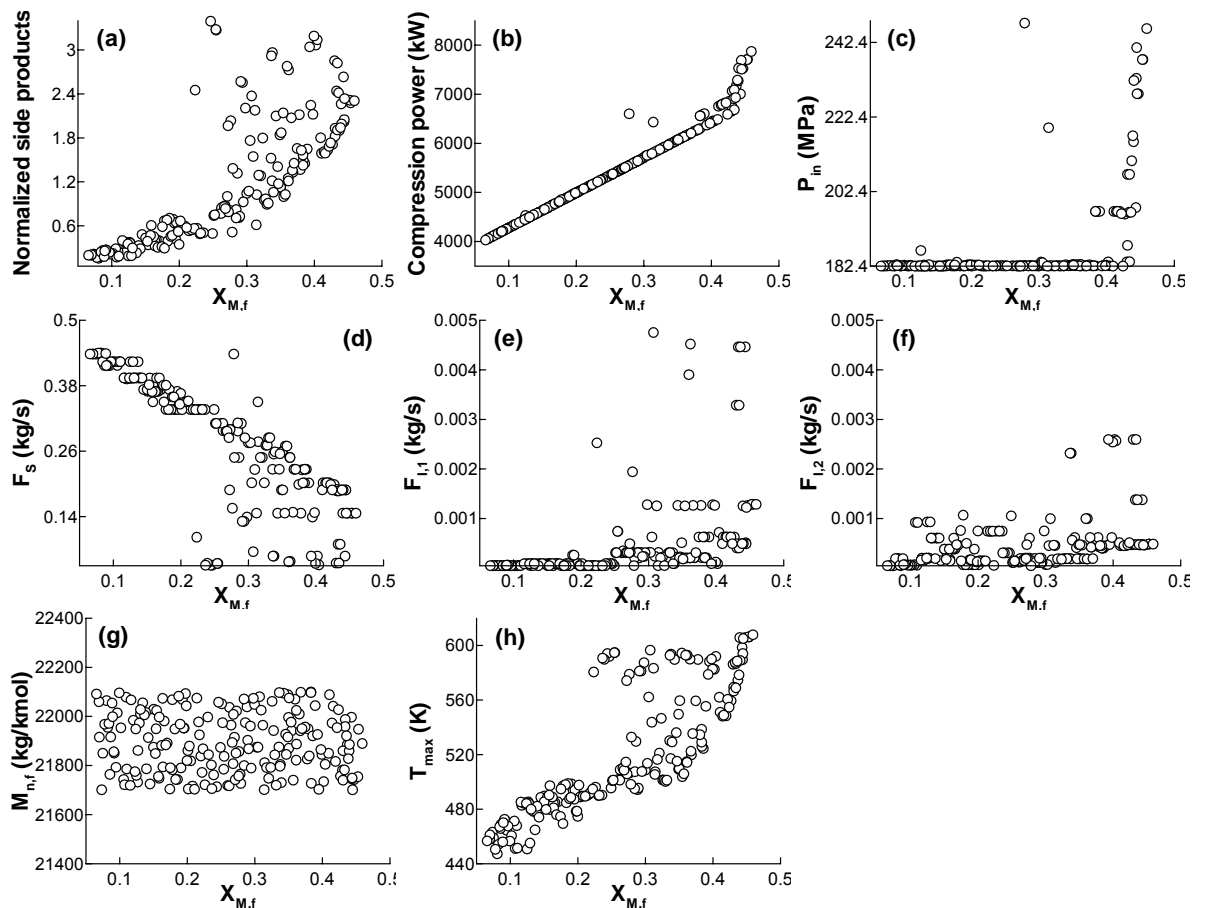 (a)
Normalized side products
3
2.4
1.8
1.2
0.6
0.1 0.2 0.3 0.4 0.5
X_M,f
(b)
Compression power (kW)
8000
7000
6000
5000
4000
0.1 0.2 0.3 0.4 0.5
X_M,f
(c)
P_in (MPa)
242.4
222.4
202.4
182.4
0.1 0.2 0.3 0.4 0.5
X_M,f
(d)
F_S (kg/s)
0.5
0.38
0.26
0.14
0.1 0.2 0.3 0.4 0.5
X_M,f
(e)
F_I,1 (kg/s)
0.005
0.004
0.003
0.002
0.001
0.1 0.2 0.3 0.4 0.5
X_M,f
(f)
F_I,2 (kg/s)
0.005
0.004
0.003
0.002
0.001
0.1 0.2 0.3 0.4 0.5
X_M,f
(g)
M_n,f (kg/kmol)
22400
22200
22000
21800
21600
21400
0.1 0.2 0.3 0.4 0.5
X_M,f
(h)
T_max (K)
600
560
520
480
440
0.1 0.2 0.3 0.4 0.5
X_M,f